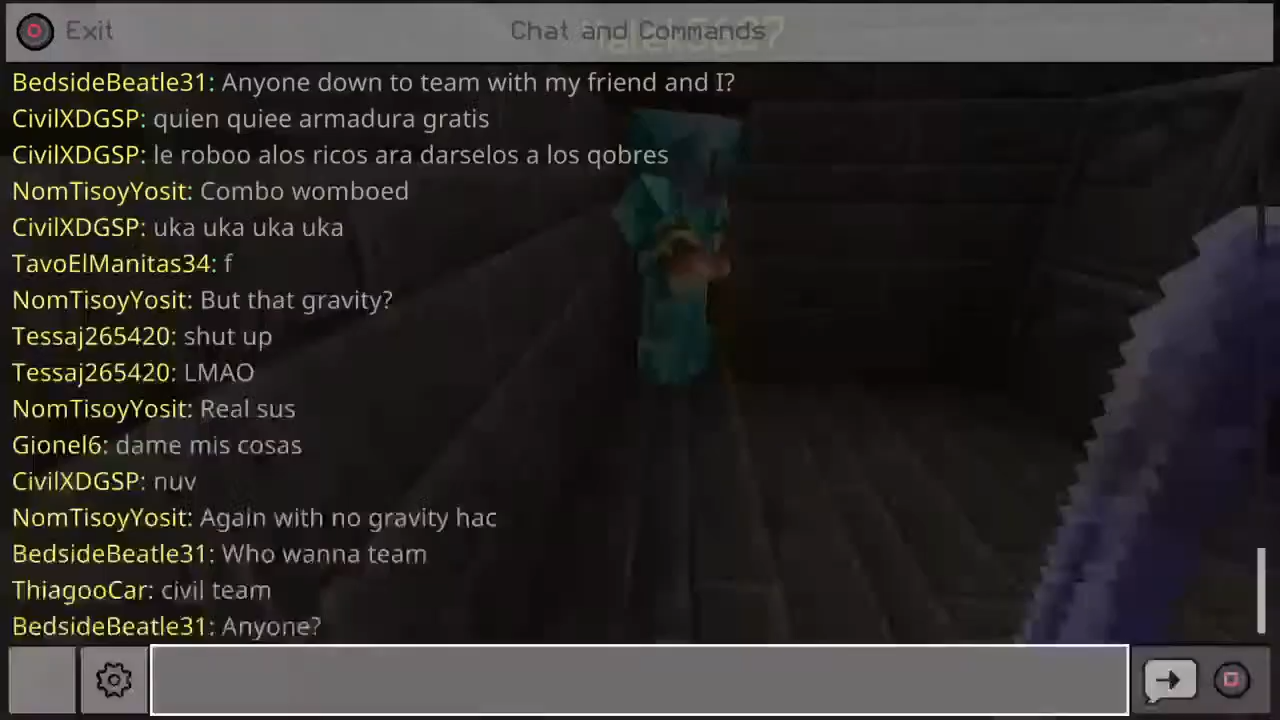 Exit
Chat and Commands
BedsideBeatle31: Anyone down to team with my friend and I?
CivilXDGSP: quien quiee armadura gratis
CivilXDGSP: le roboo alos ricos ara darselos a los qobres
NomTisoyYosit: Combo womboed
CivilXDGSP: uka uka uka uka
TavoElManitas34: f
NomTisoyYosit: But that gravity?
Tessaj265420: shut up
Tessaj265420: LMAO
NomTisoyYosit: Real sus
Gionel6: dame mis cosas
CivilXDGSP: nuv
NomTisoyYosit: Again with no gravity hac
BedsideBeatle31: Who wanna team
ThiagooCar: civil team
BedsideBeatle31: Anyone?